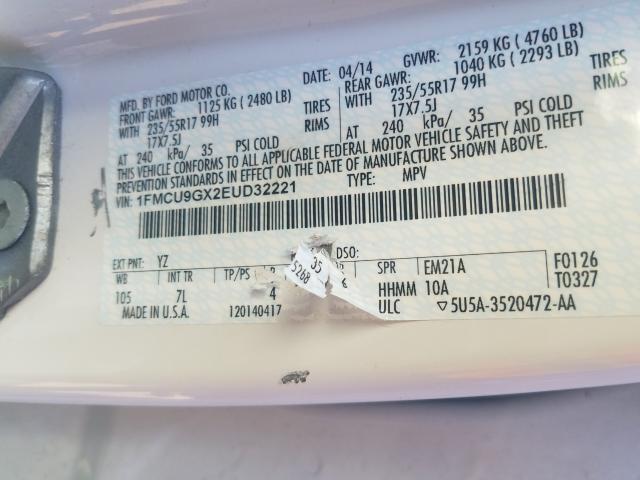 MFD. BY FORD MOTOR CO.
DATE: 04/14 GVWR: 2159 KG ( 4760 LB)
FRONT GAWR: 1125 KG ( 2480 LB) REAR GAWR: 1040 KG ( 2293 LB)
WITH 235/55R17 99H TIRES WITH 235/55R17 99H TIRES
17X7.5J RIMS 17X7.5J RIMS
AT 240 kPa/ 35 PSI COLD AT 240 kPa/ 35 PSI COLD
THIS VEHICLE CONFORMS TO ALL APPLICABLE FEDERAL MOTOR VEHICLE SAFETY AND THEFT
PREVENTION STANDARDS IN EFFECT ON THE DATE OF MANUFACTURE SHOWN ABOVE.
VIN: 1FMCU9GX2EUD32221 TYPE: MPV
EXT PNT: YZ DSO:
WB INT TR TP/PS SPR EM21A F0126
105 7L 4 HHMM 10A T0327
MADE IN U.S.A. 120140417 ULC ▽5U5A-3520472-AA
35
5268